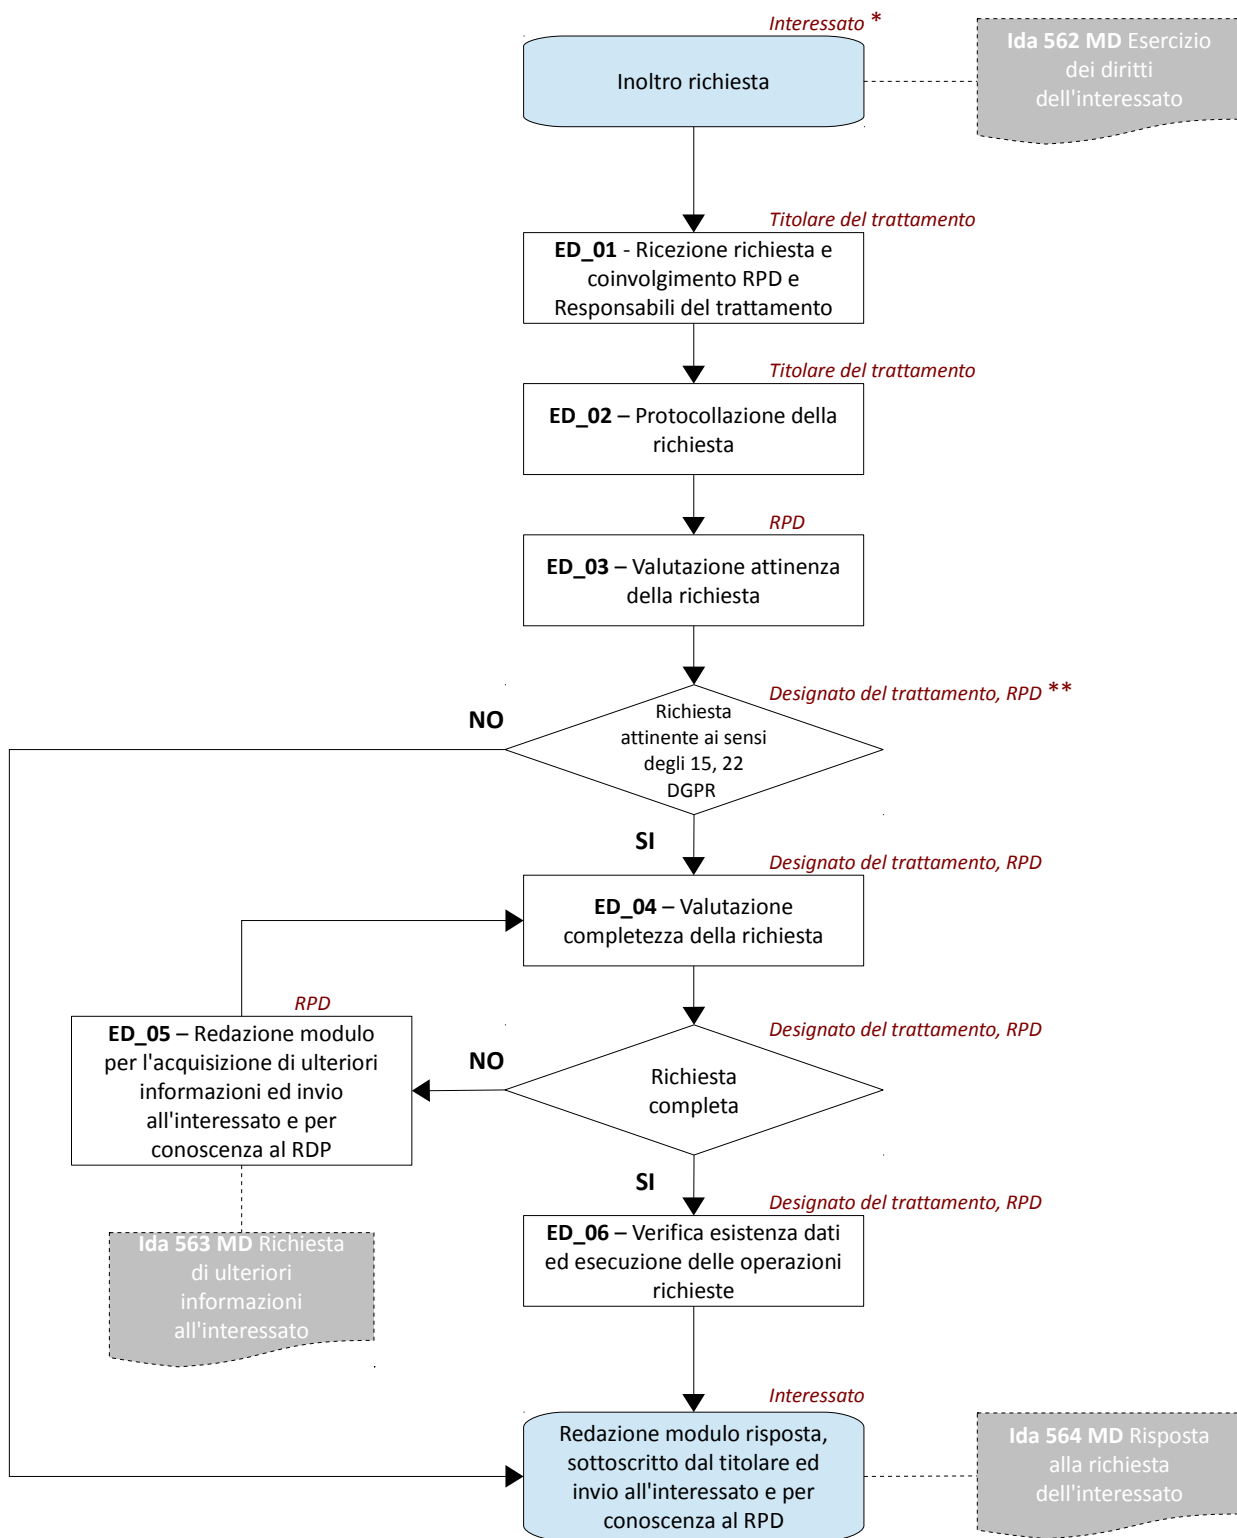 Interessato *
Inoltro richiesta
Ida 562 MD Esercizio
dei diritti
dell'interessato
Titolare del trattamento
ED_01 - Ricezione richiesta e
coinvolgimento RPD e
Responsabili del trattamento
Titolare del trattamento
ED_02 – Protocollazione della
richiesta
RPD
ED_03 – Valutazione attinenza
della richiesta
Designato del trattamento, RPD **
NO
Richiesta
attinente ai sensi
degli 15, 22
DGPR
SI
Designato del trattamento, RPD
ED_04 – Valutazione
completezza della richiesta
RPD
ED_05 – Redazione modulo
per l'acquisizione di ulteriori
informazioni ed invio
all'interessato e per
conoscenza al RDP
NO
Designato del trattamento, RPD
Richiesta
completa
SI
Ida 563 MD Richiesta
di ulteriori
informazioni
all'interessato
Designato del trattamento, RPD
ED_06 – Verifica esistenza dati
ed esecuzione delle operazioni
richieste
Interessato
Redazione modulo risposta,
sottoscritto dal titolare ed
invio all'interessato e per
conoscenza al RPD
Ida 564 MD Risposta
alla richiesta
dell'interessato